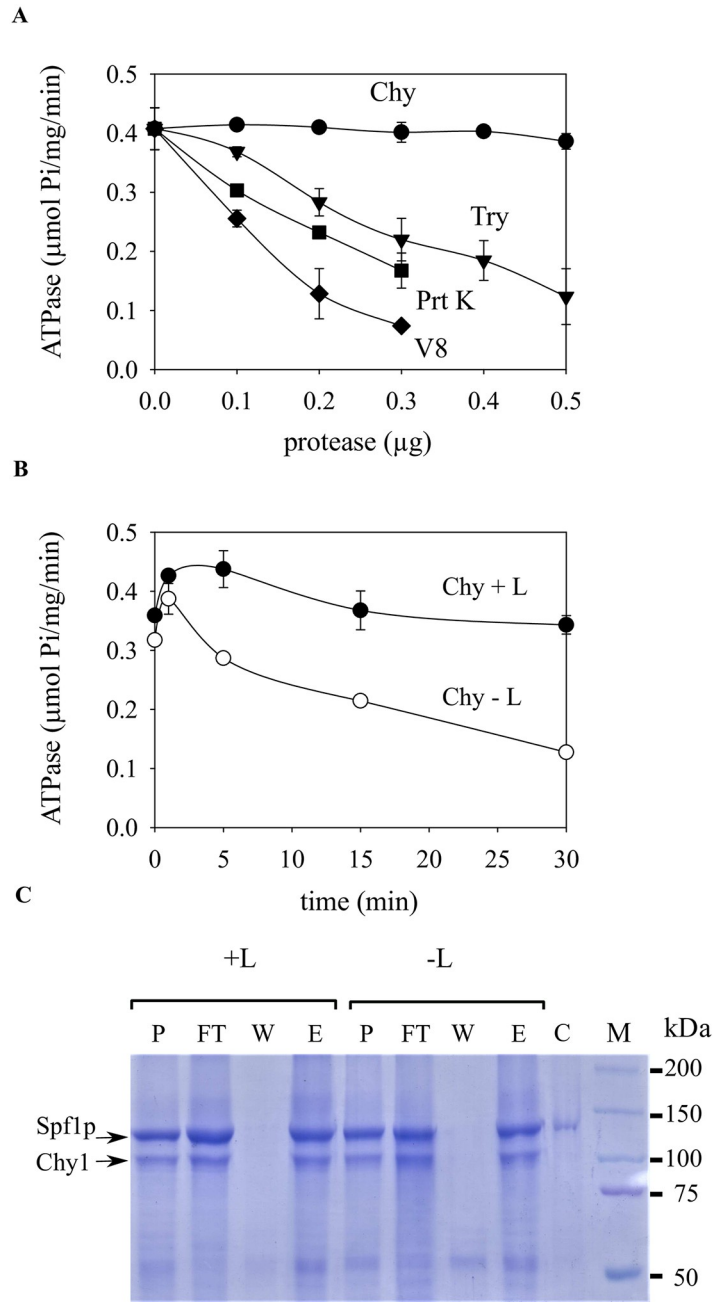 A
0.5
0.4
0.3
0.2
0.1
0.0
ATPase (µmol Pi/mg/min)
Chy
Try
Prt K
V8
0.0 0.1 0.2 0.3 0.4 0.5
protease (µg)
B
0.5
0.4
0.3
0.2
0.1
0.0
ATPase (µmol Pi/mg/min)
Chy + L
Chy - L
0 5 10 15 20 25 30
time (min)
C
+L -L
P FT W E P FT W E C M kDa
200
Spf1p 150
Chy1 100
75
50